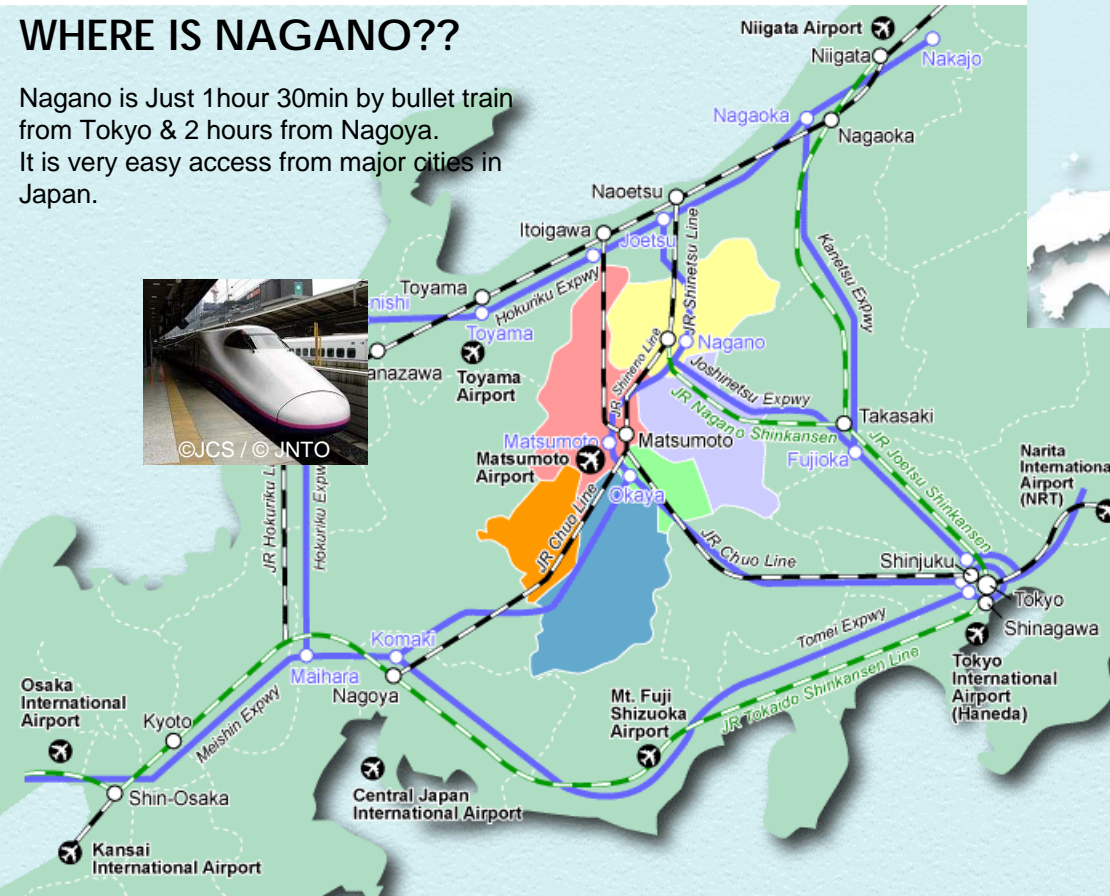 WHERE IS NAGANO??
Nagano is Just 1hour 30min by bullet train
from Tokyo & 2 hours from Nagoya.
It is very easy access from major cities in
Japan.
Niigata Airport
Niigata
Nakajo
Nagaoka
Nagaoka
Naoetsu
Itoigawa
Joetsu
JR Shinetsu Line
Kanetsu Expwy
Toyama
Hokuriku Expwy
nishi
Toyama
anazawa
Toyama
Airport
JR Shineno Line
Nagano
Joshinetsu Expwy
JR Nagano Shinkansen
Takasaki
Fujioka
JR Joetsu Shinkansen
©JCS / © JNTO
Matsumoto
Matsumoto
Matsumoto
Airport
Okaya
Narita
Internationa
Airport
(NRT)
JR Hokuriku L
Hokuriku Expw
JR Chuo Line
JR Chuo Line
Shinjuku
Tokyo
Shinagawa
Tomei Expwy
JR Tokaido Shinkansen Line
Tokyo
International
Airport
(Haneda)
Komaki
Maihara
Nagoya
Meishin Expwy
Osaka
International
Airport
Kyoto
Mt. Fuji
Shizuoka
Airport
Shin-Osaka
Central Japan
International Airport
Kansai
International Airport